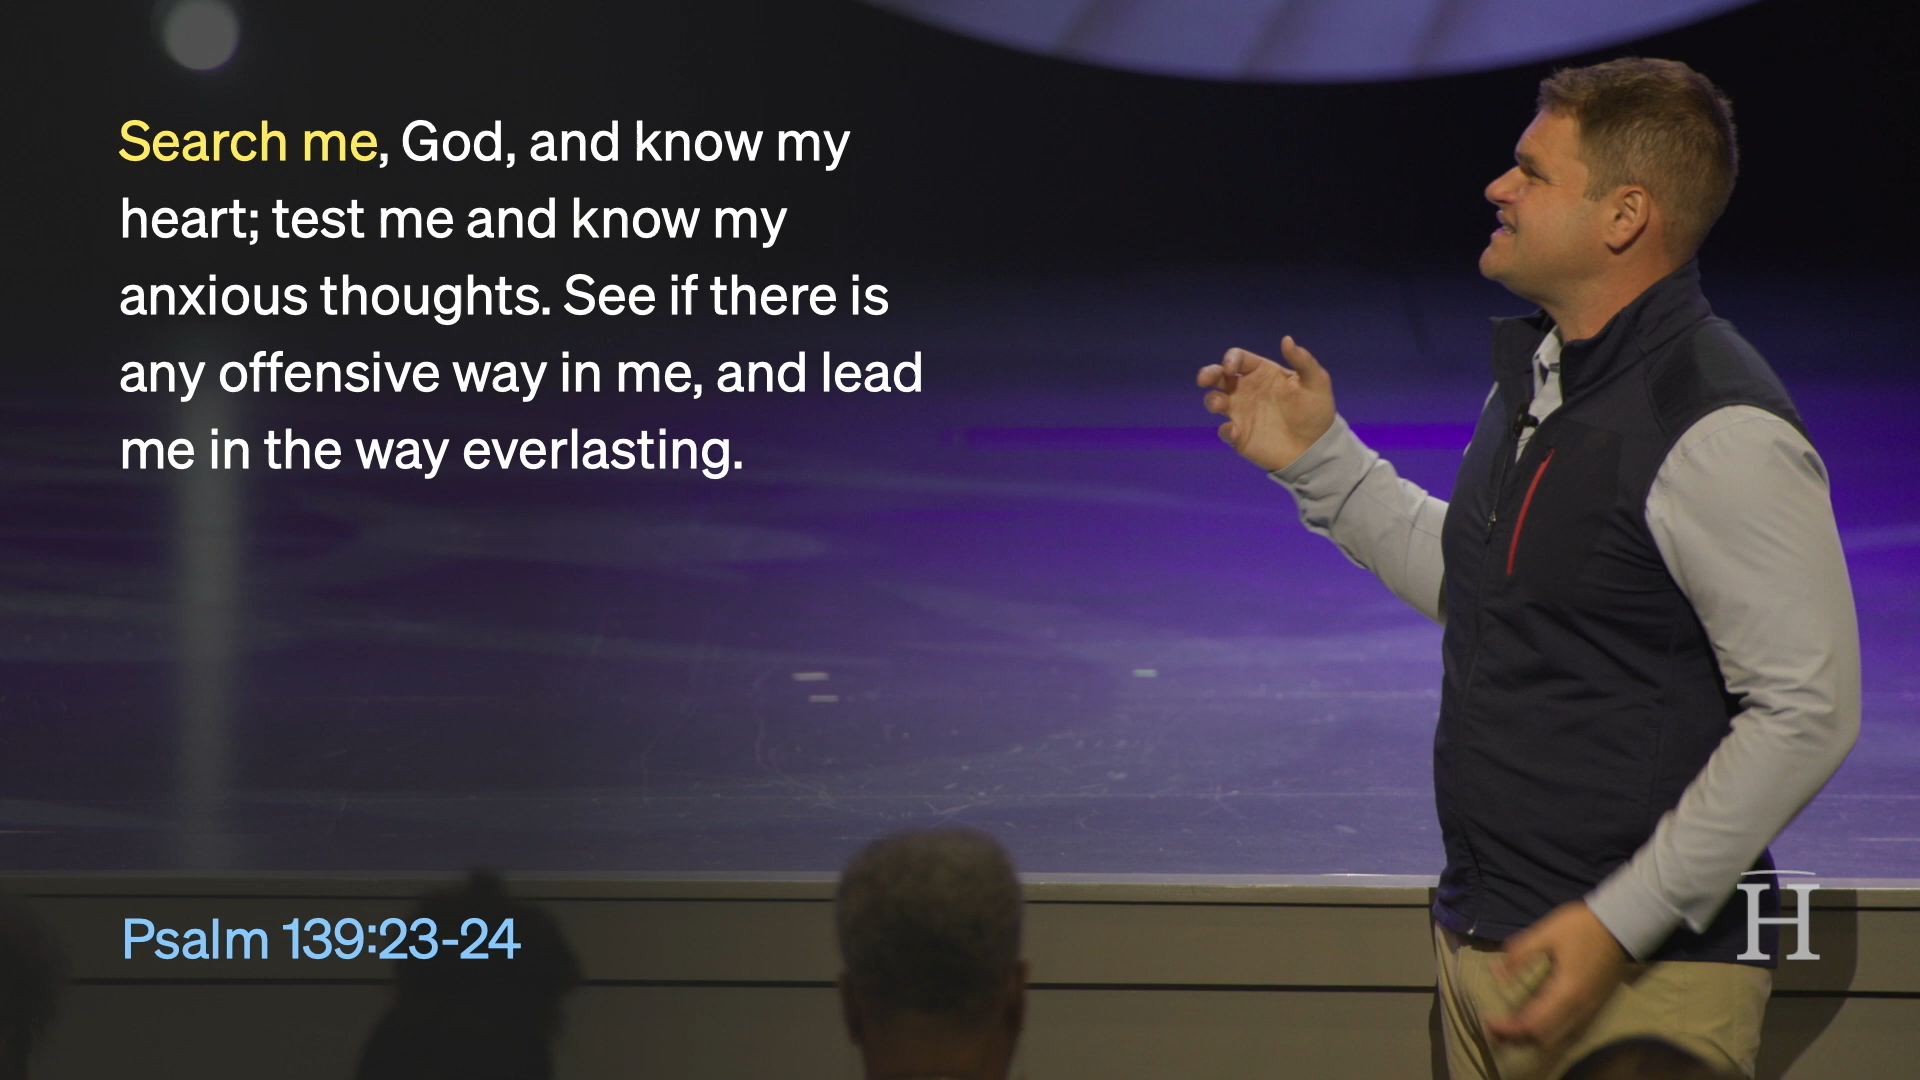 Search me, God, and know my
heart; test me and know my
anxious thoughts. See if there is
any offensive way in me, and lead
me in the way everlasting.
Psalm 139:23-24
H